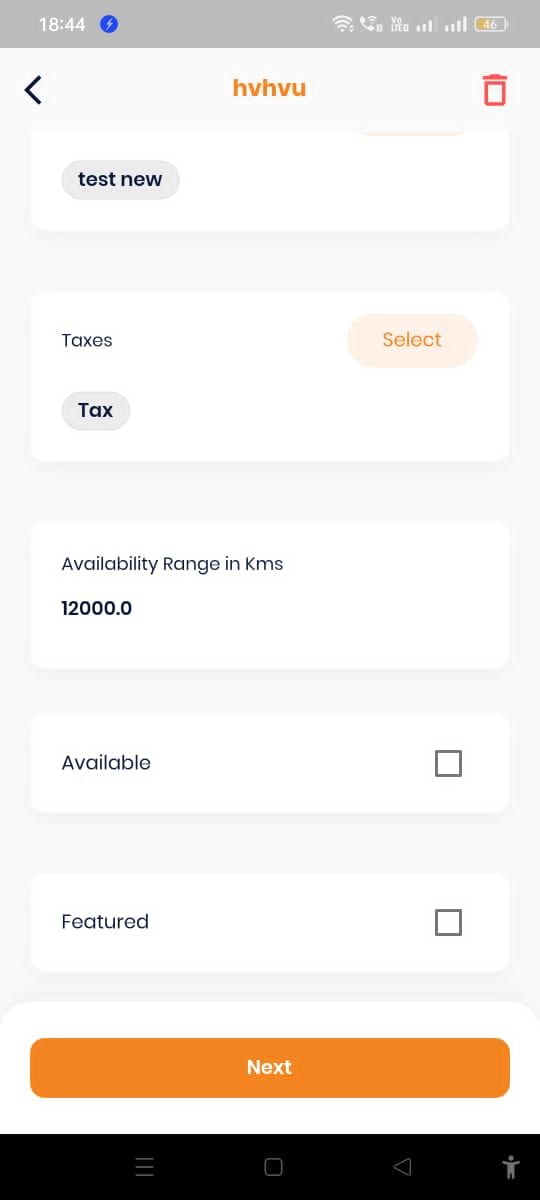 18:44
Vo
LTE
46
hvhvu
test new
Taxes
Select
Tax
Availability Range in Kms
12000.0
Available
Featured
Next